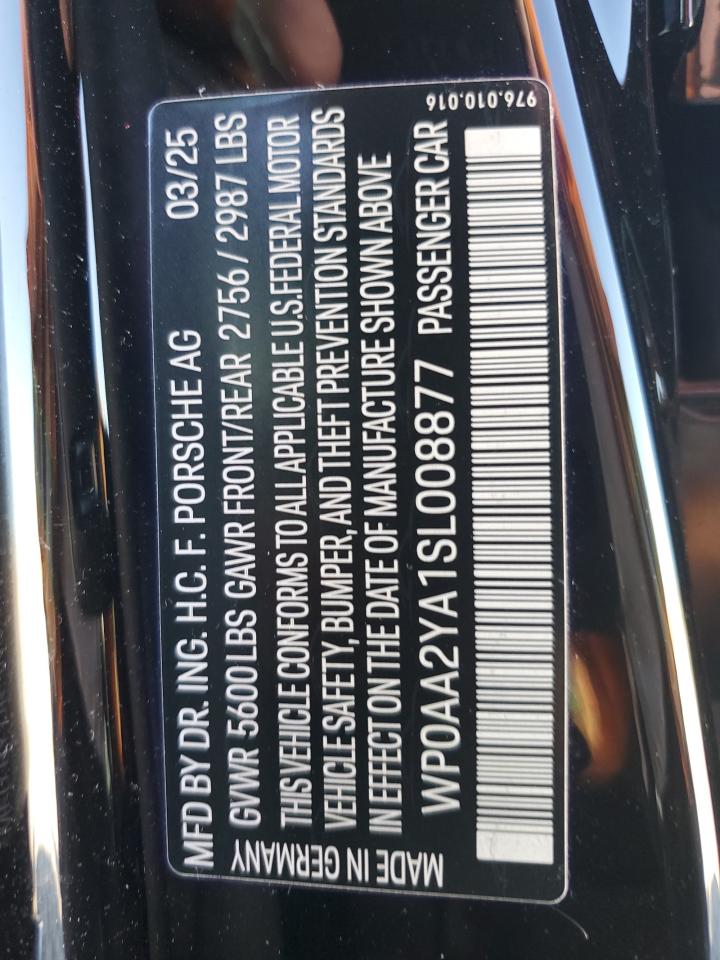 MFD BY DR. ING. H.C. F. PORSCHE AG 03/25
GVWR 5600 LBS GAWR FRONT/REAR 2756 / 2987 LBS
THIS VEHICLE CONFORMS TO ALL APPLICABLE U.S.FEDERAL MOTOR
VEHICLE SAFETY, BUMPER, AND THEFT PREVENTION STANDARDS
IN EFFECT ON THE DATE OF MANUFACTURE SHOWN ABOVE
WP0AA2YA1SL008877 PASSENGER CAR
MADE IN GERMANY
976.010.016